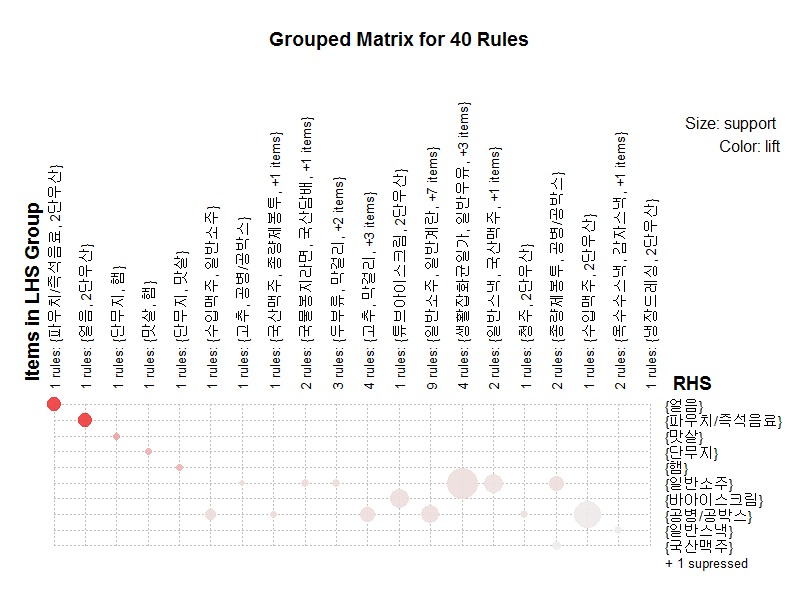 Grouped Matrix for 40 Rules
Size: support
Color: lift
Items in LHS Group
1 rules: {파우치/즉석음료, 2단우산}
1 rules: {얼음, 2단우산}
1 rules: {단무지, 햄}
1 rules: {맛살, 햄}
1 rules: {단무지, 맛살}
1 rules: {수입맥주, 일반소주}
1 rules: {고추, 공병/공박스}
1 rules: {국산맥주, 종량제봉투, +1 items}
2 rules: {국물봉지라면, 국산담배, +1 items}
3 rules: {두부류, 막걸리, +2 items}
4 rules: {고추, 막걸리, +3 items}
1 rules: {튜브아이스크림, 2단우산}
9 rules: {일반소주, 일반계란, +7 items}
4 rules: {생활잡화균일가, 일반우유, +3 items}
2 rules: {일반스낵, 국산맥주, +1 items}
1 rules: {청주, 2단우산}
2 rules: {종량제봉투, 공병/공박스}
1 rules: {수입맥주, 2단우산}
2 rules: {옥수수스낵, 감자스낵, +1 items}
1 rules: {냉장드레싱, 2단우산}
RHS
{얼음}
{파우치/즉석음료}
{맛살}
{단무지}
{햄}
{일반소주}
{바아이스크림}
{공병/공박스}
{일반스낵}
{국산맥주}
+ 1 supressed